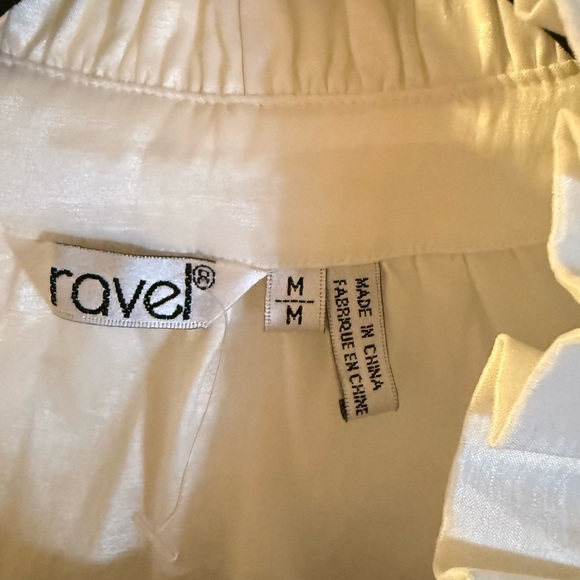 ravel®
M
M
MADE IN CHINA
FABRIQUE EN CHINE